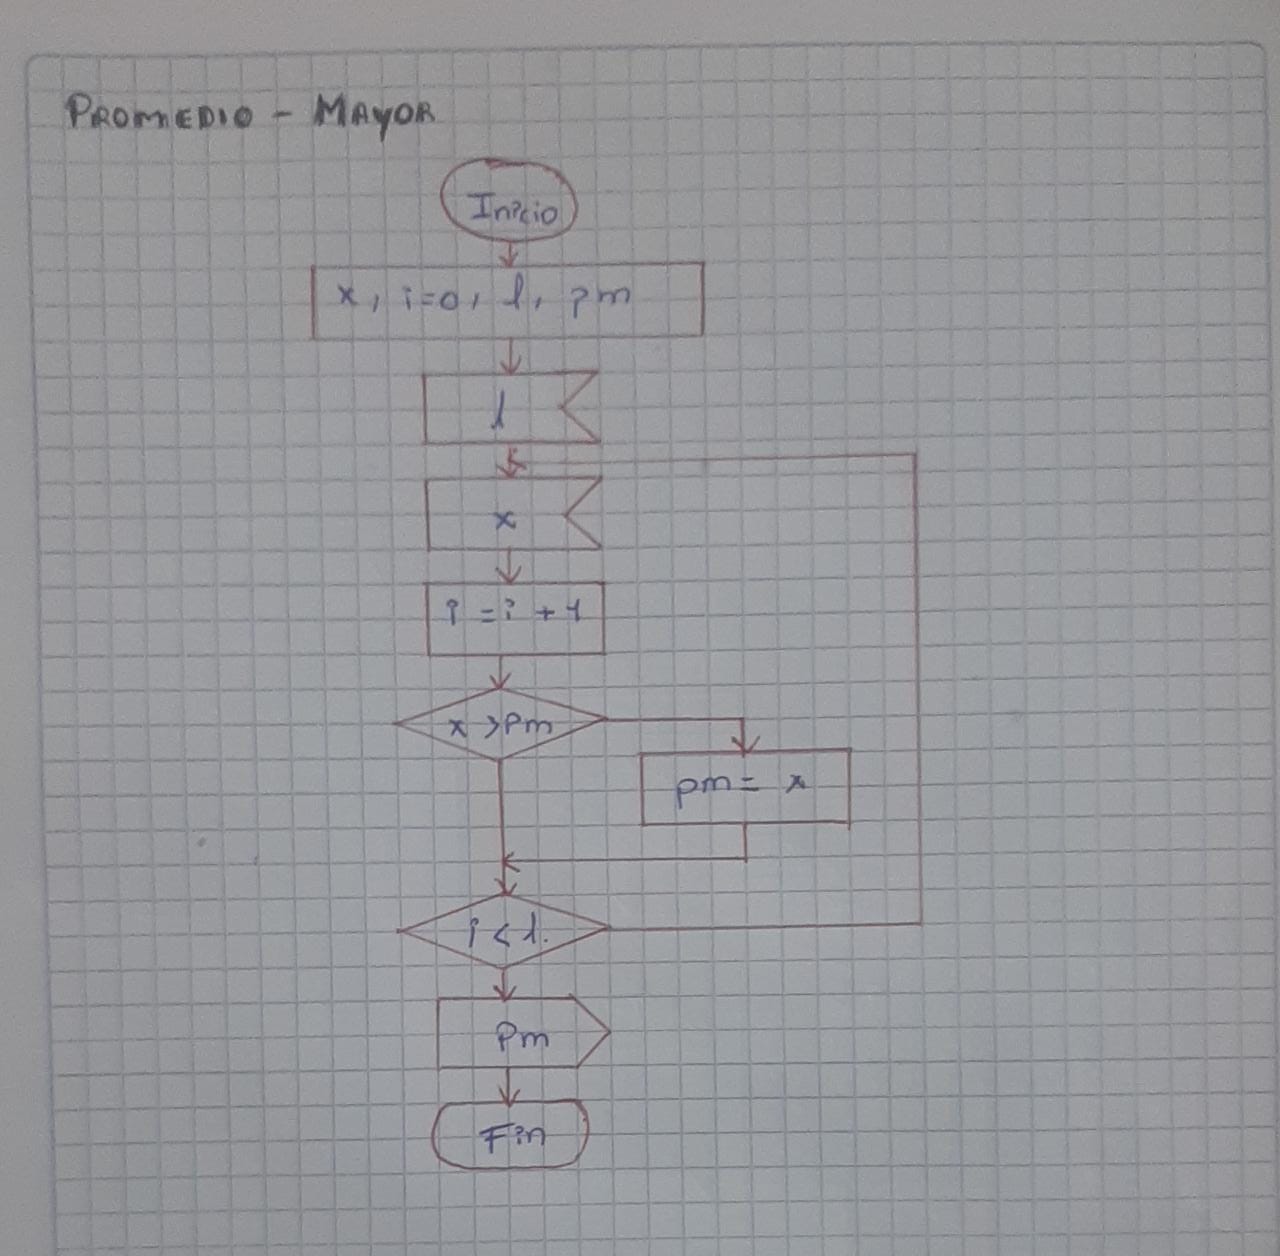 PROMEDIO - MAYOR
Inicio
x, i=0, l, pm
l
x
i = i + 1
x > pm
pm = x
i < l.
Pm
Fin